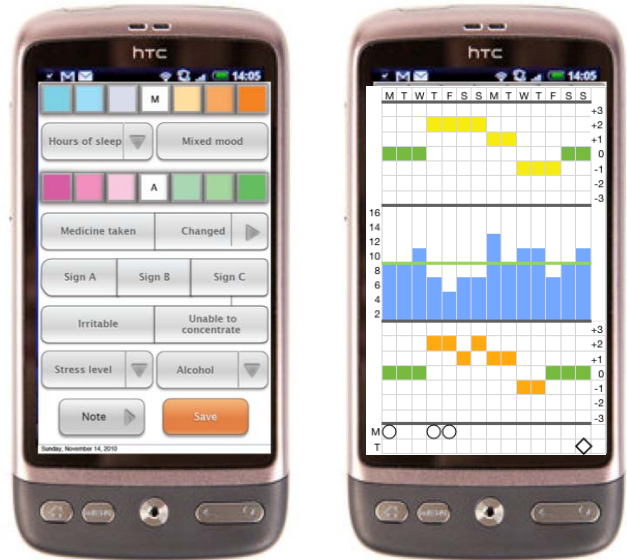 hTC
14:05
M
Hours of sleep
Mixed mood
A
Medicine taken
Changed
Sign A
Sign B
Sign C
Irritable
Unable to
concentrate
Stress level
Alcohol
Note
Save
Sunday, November 14, 2010
hTC
14:05
M T W T F S S M T W T F S S
+3
+2
+1
0
-1
-2
-3
16
14
12
10
8
6
4
2
+3
+2
+1
0
-1
-2
-3
M
T